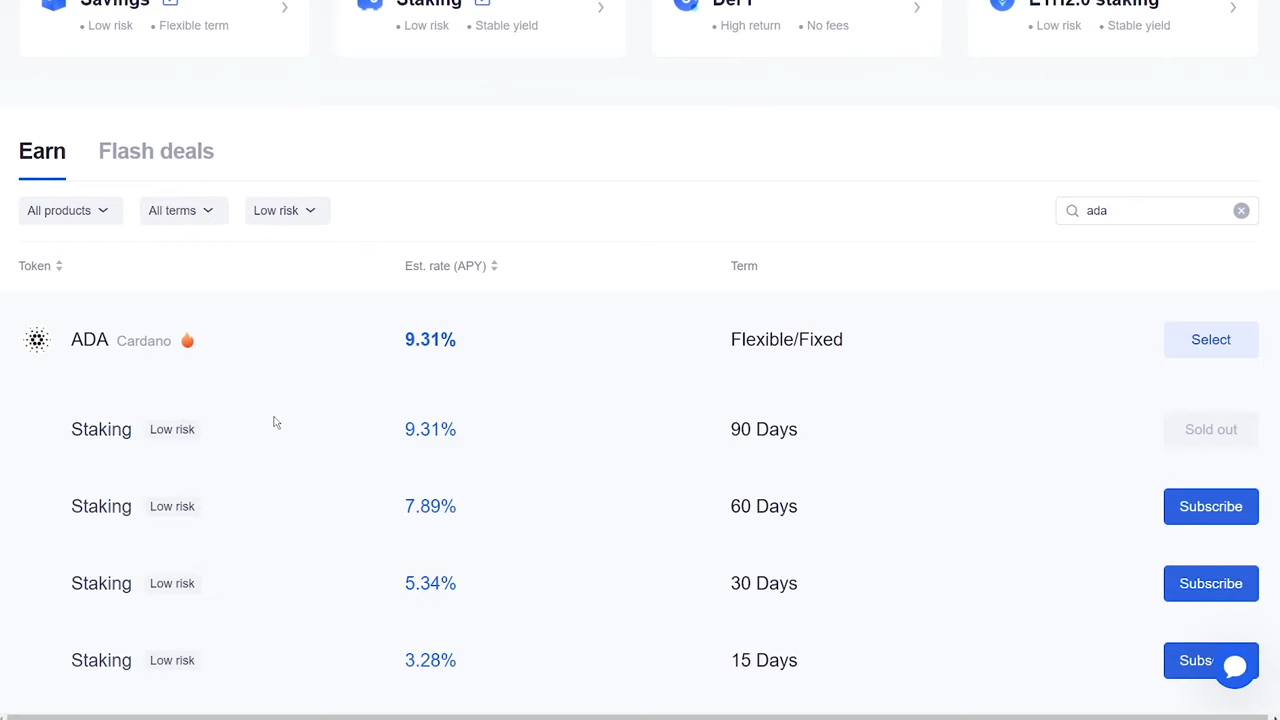 Savings Staking DeFi ETH2.0 staking
• Low risk • Flexible term • Low risk • Stable yield • High return • No fees • Low risk • Stable yield
Earn Flash deals
All products All terms Low risk ada
Token Est. rate (APY) Term
ADA Cardano 9.31% Flexible/Fixed Select
Staking Low risk 9.31% 90 Days Sold out
Staking Low risk 7.89% 60 Days Subscribe
Staking Low risk 5.34% 30 Days Subscribe
Staking Low risk 3.28% 15 Days Subs